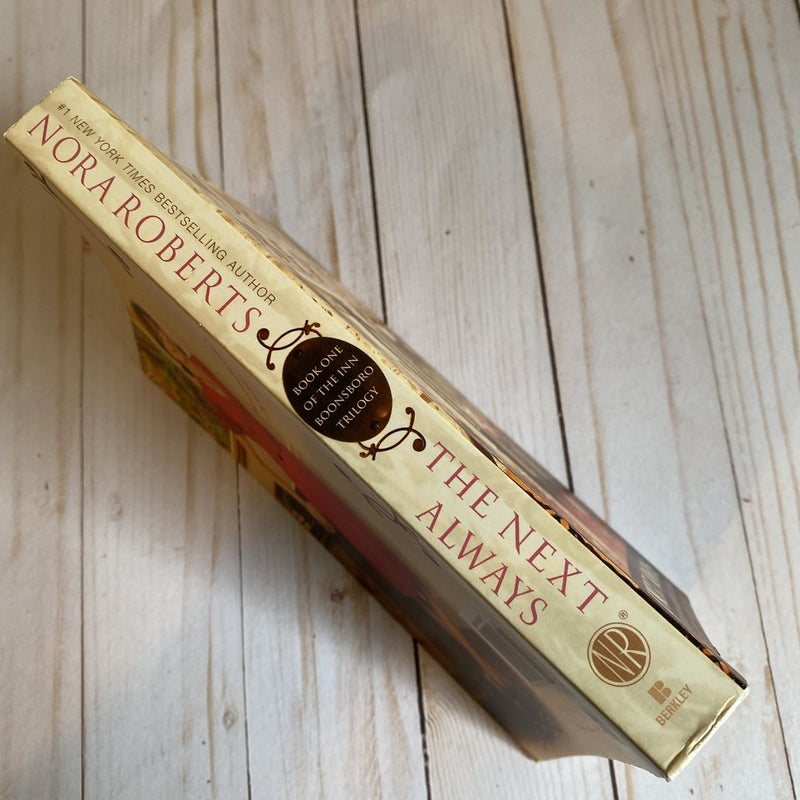 #1 NEW YORK TIMES BESTSELLING AUTHOR
NORA ROBERTS
BOOK ONE
OF THE INN
BOONSBORO
TRILOGY
THE NEXT
ALWAYS
NR®
B
BERKLEY